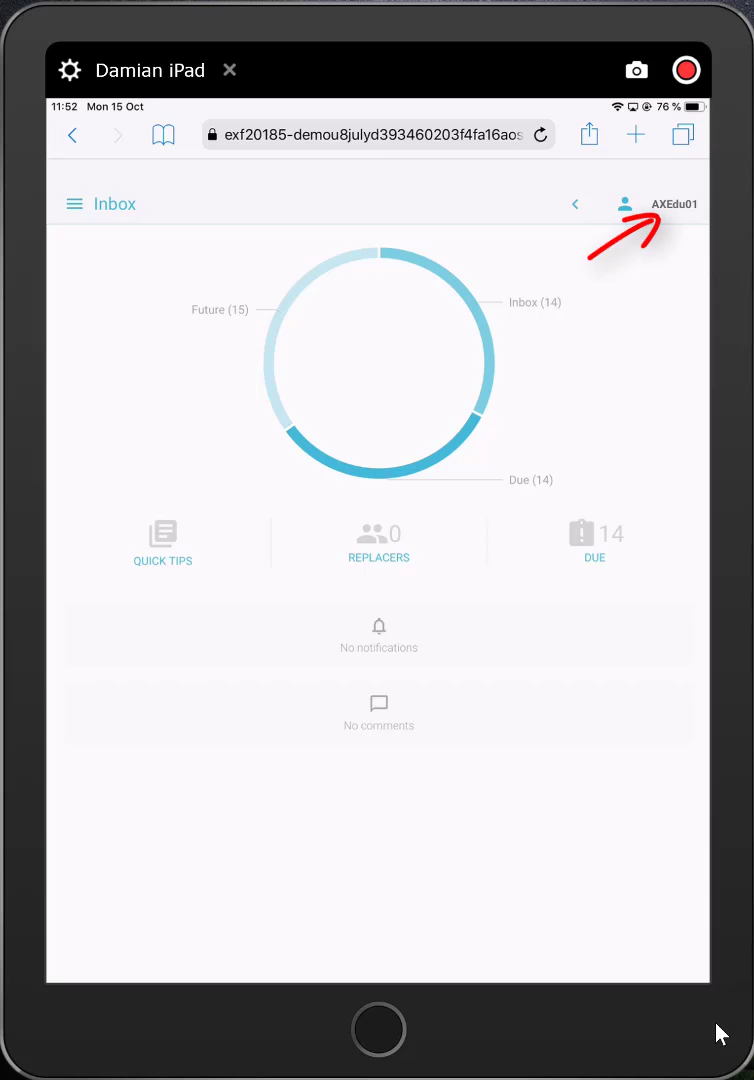 Damian iPad
11:52 Mon 15 Oct 76 %
exf20185-demou8julyd393460203f4fa16aos
Inbox AXEdu01
Future (15)
Inbox (14)
Due (14)
0
14
QUICK TIPS
REPLACERS
DUE
No notifications
No comments